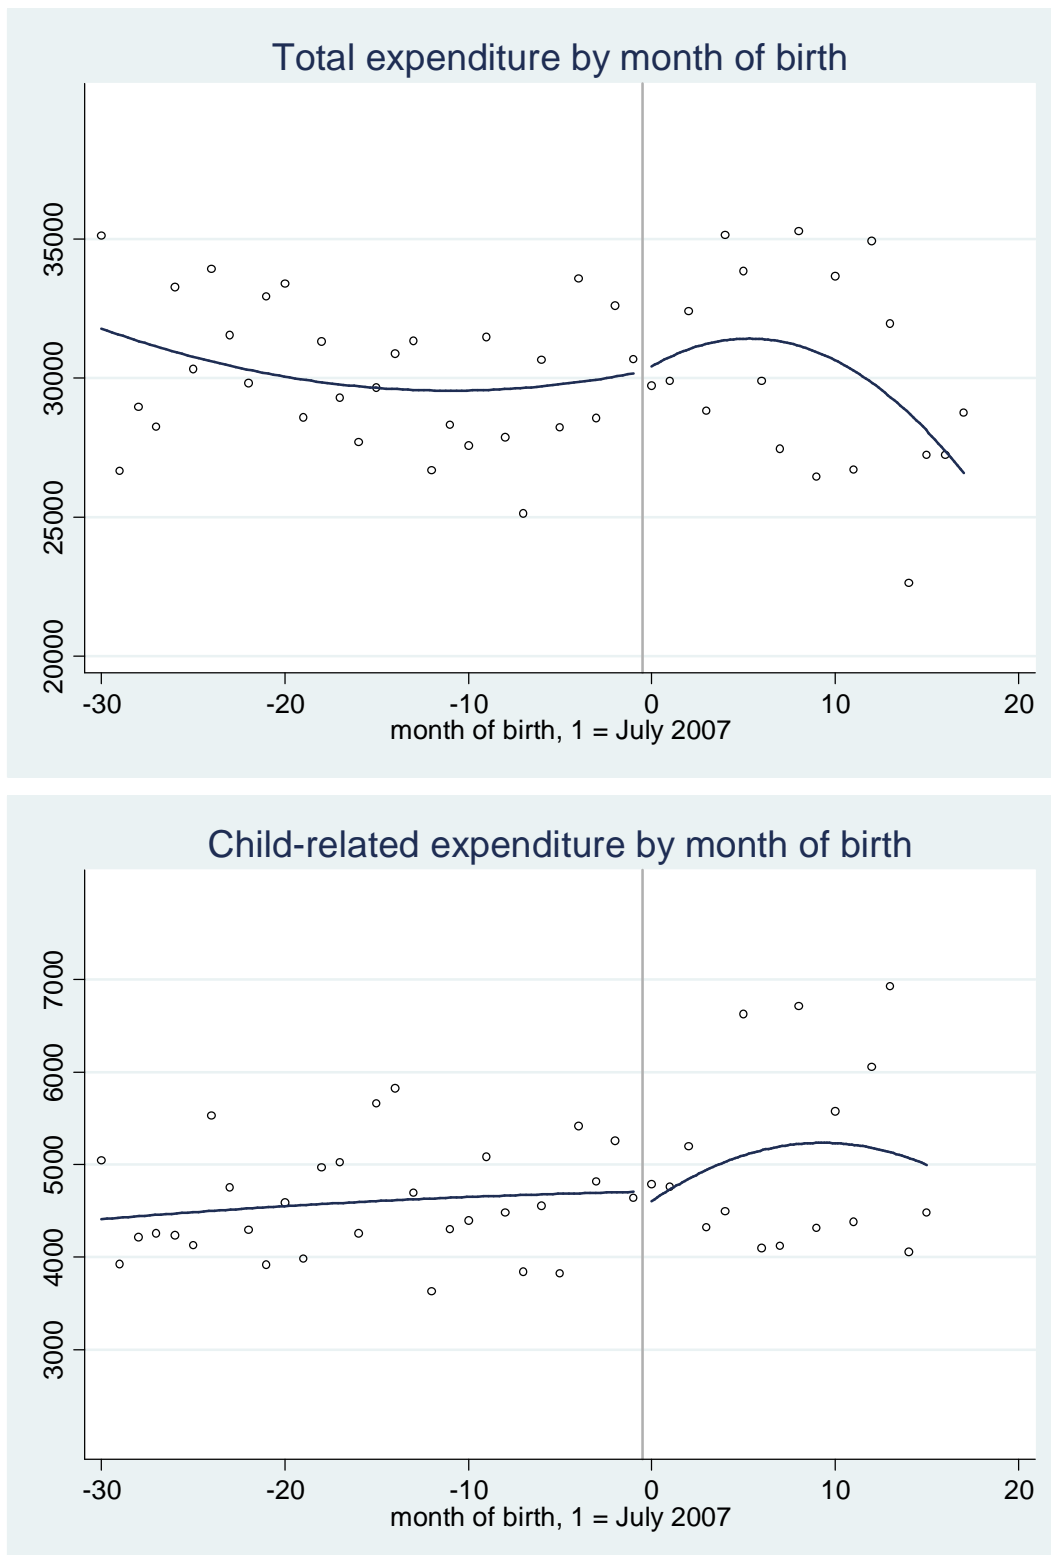 Total expenditure by month of birth
35000
30000
25000
20000
-30 -20 -10 0 10 20
month of birth, 1 = July 2007
Child-related expenditure by month of birth
7000
6000
5000
4000
3000
-30 -20 -10 0 10 20
month of birth, 1 = July 2007